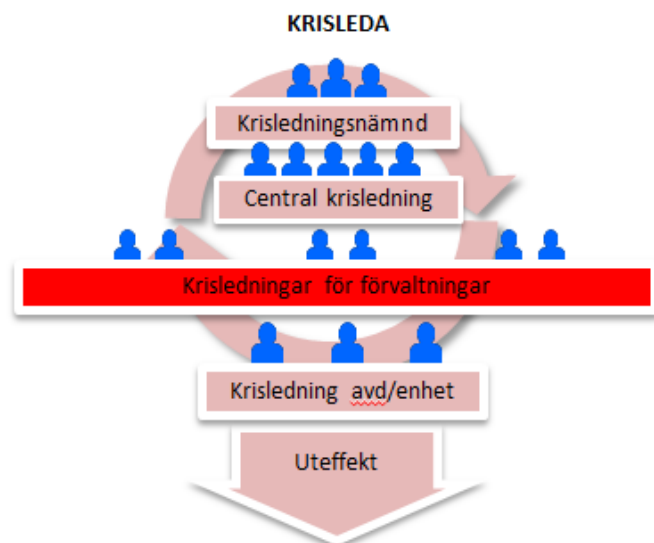 KRISLEDA
Krisledningsnämnd
Central krisledning
Krisledningar för förvaltningar
Krisledning avd/enhet
Uteffekt